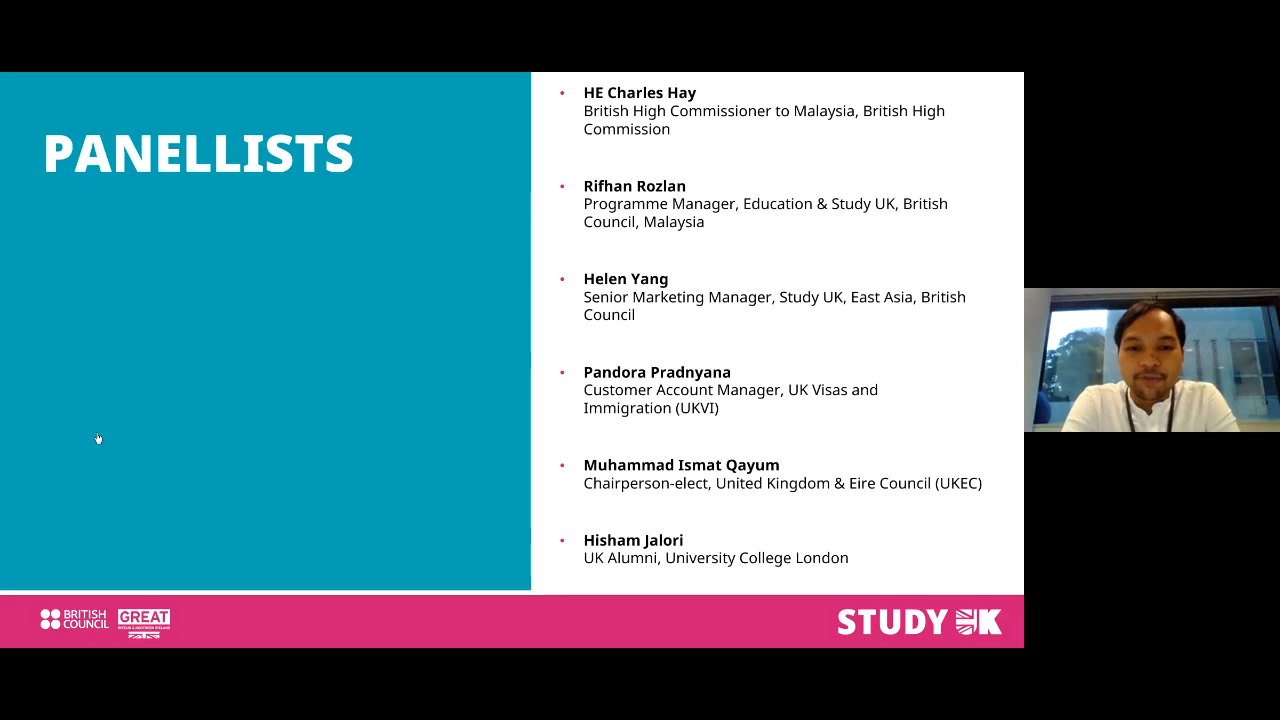 PANELLISTS
• HE Charles Hay
British High Commissioner to Malaysia, British High
Commission
• Rifhan Rozlan
Programme Manager, Education & Study UK, British
Council, Malaysia
• Helen Yang
Senior Marketing Manager, Study UK, East Asia, British
Council
• Pandora Pradnyana
Customer Account Manager, UK Visas and
Immigration (UKVI)
• Muhammad Ismat Qayum
Chairperson-elect, United Kingdom & Eire Council (UKEC)
• Hisham Jalori
UK Alumni, University College London
BRITISH
COUNCIL
GREAT
BRITAIN & NORTHERN IRELAND
STUDY UK